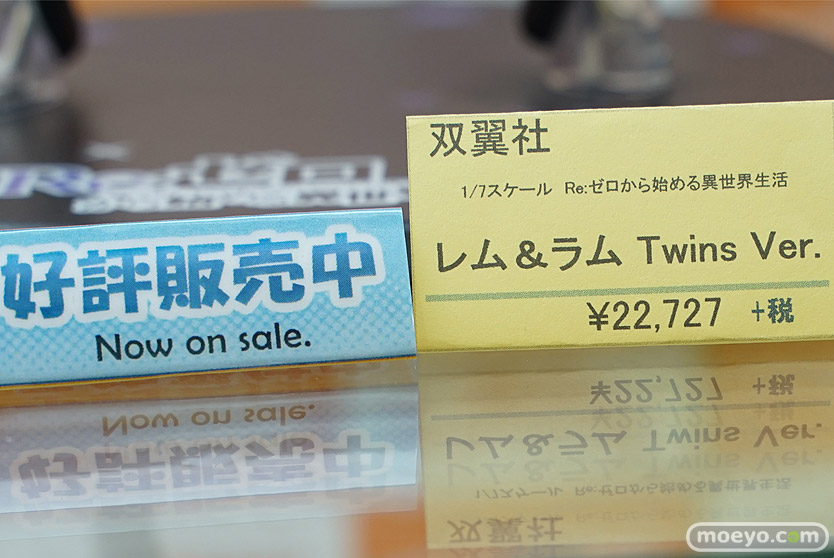 双翼社
1/7スケール Re:ゼロから始める異世界生活
レム&ラム Twins Ver.
¥22,727 +税
好評販売中
Now on sale.
moeyo.com